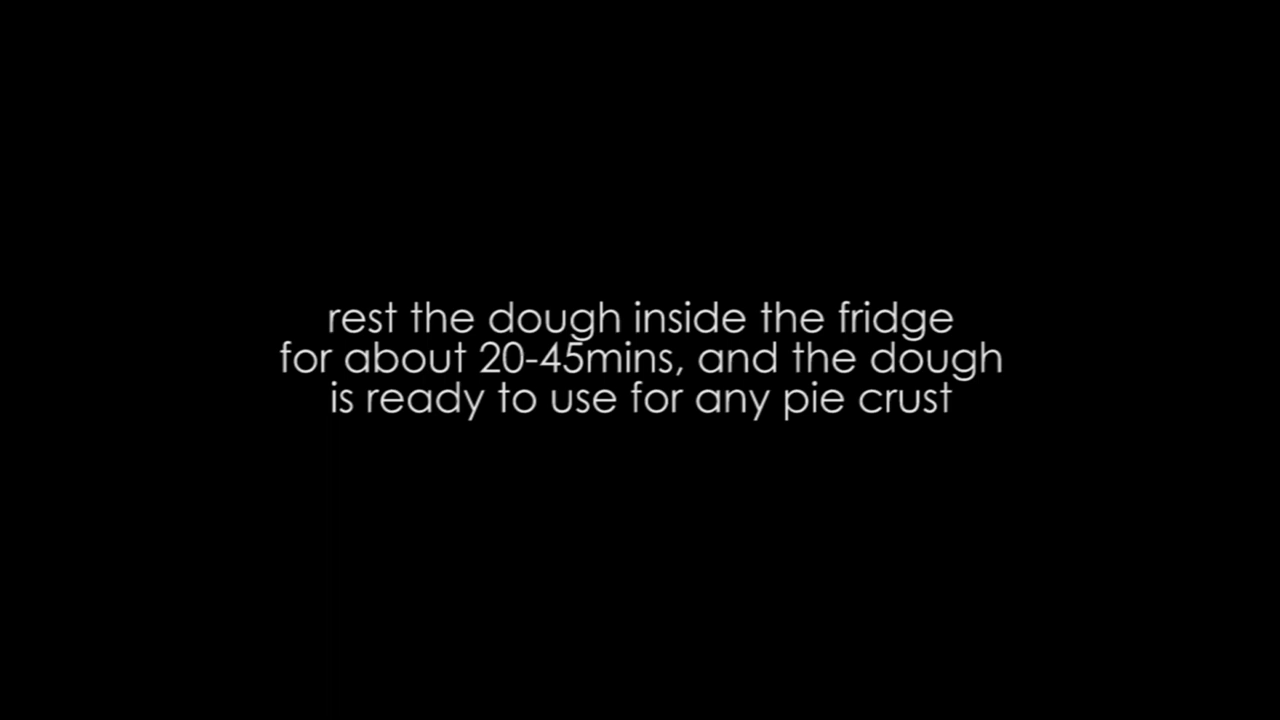 rest the dough inside the fridge
for about 20-45mins, and the dough
is ready to use for any pie crust